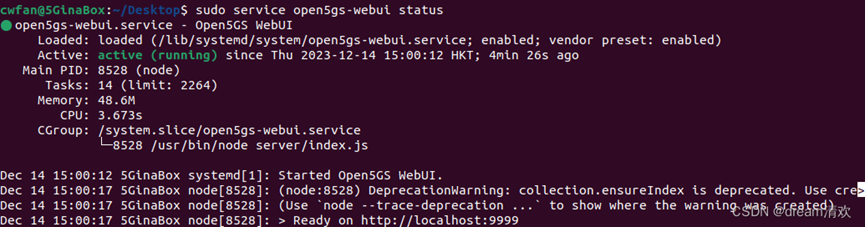 cwfan@5GinaBox:~/Desktop$ sudo service open5gs-webui status
open5gs-webui.service - Open5GS WebUI
Loaded: loaded (/lib/systemd/system/open5gs-webui.service; enabled; vendor preset: enabled)
Active: active (running) since Thu 2023-12-14 15:00:12 HKT; 4min 26s ago
Main PID: 8528 (node)
Tasks: 14 (limit: 2264)
Memory: 48.6M
CPU: 3.673s
CGroup: /system.slice/open5gs-webui.service
└─8528 /usr/bin/node server/index.js
Dec 14 15:00:12 5GinaBox systemd[1]: Started Open5GS WebUI.
Dec 14 15:00:17 5GinaBox node[8528]: (node:8528) DeprecationWarning: collection.ensureIndex is deprecated. Use cre>
Dec 14 15:00:17 5GinaBox node[8528]: (Use `node --trace-deprecation ...` to show where the warning was created)
Dec 14 15:00:17 5GinaBox node[8528]: > Ready on http://localhost:9999
CSDN @dream清欢